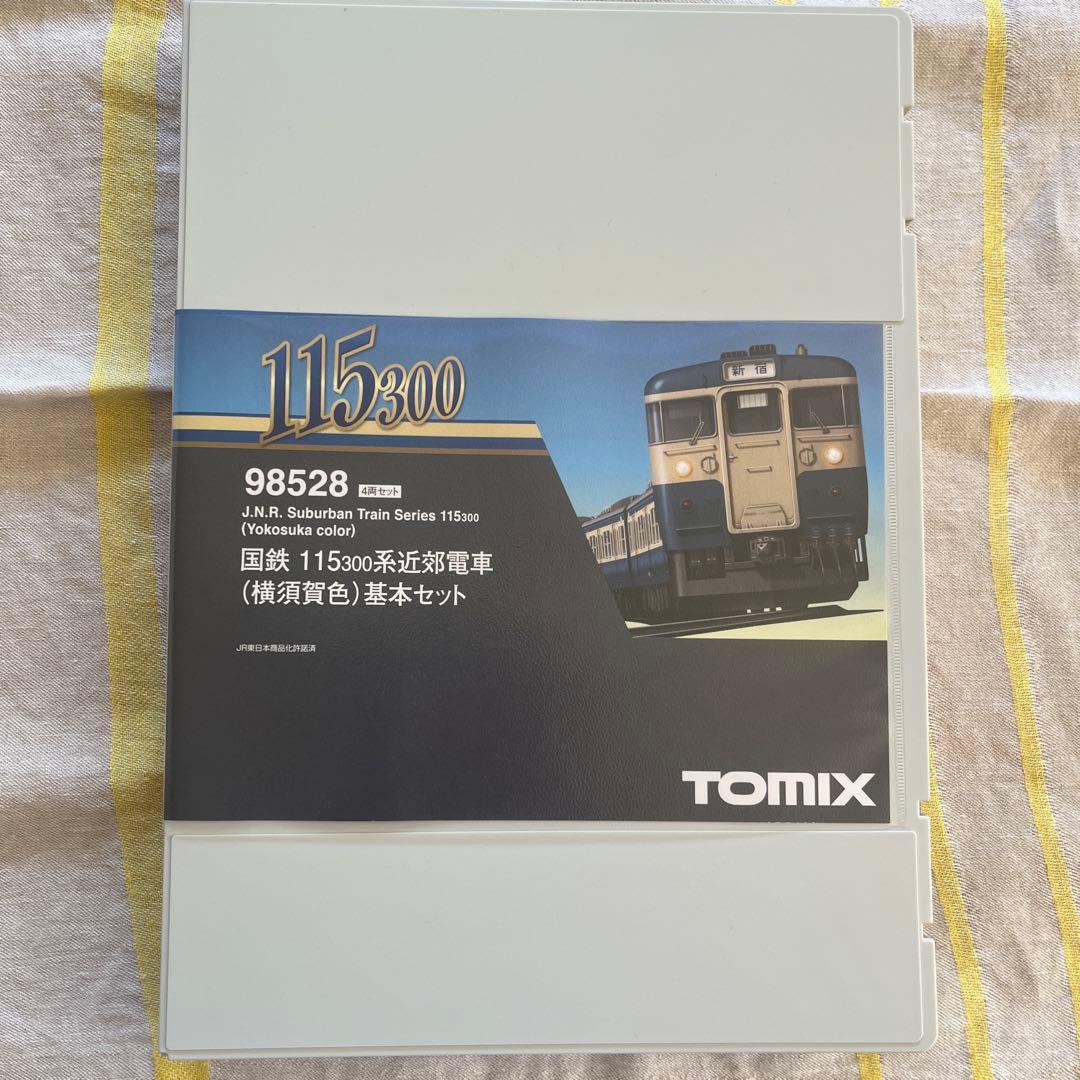 115300
新宿
98528 4両セット
J.N.R. Suburban Train Series 115300
(Yokosuka color)
国鉄 115300系近郊電車
(横須賀色)基本セット
JR東日本商品化許諾済
TOMIX